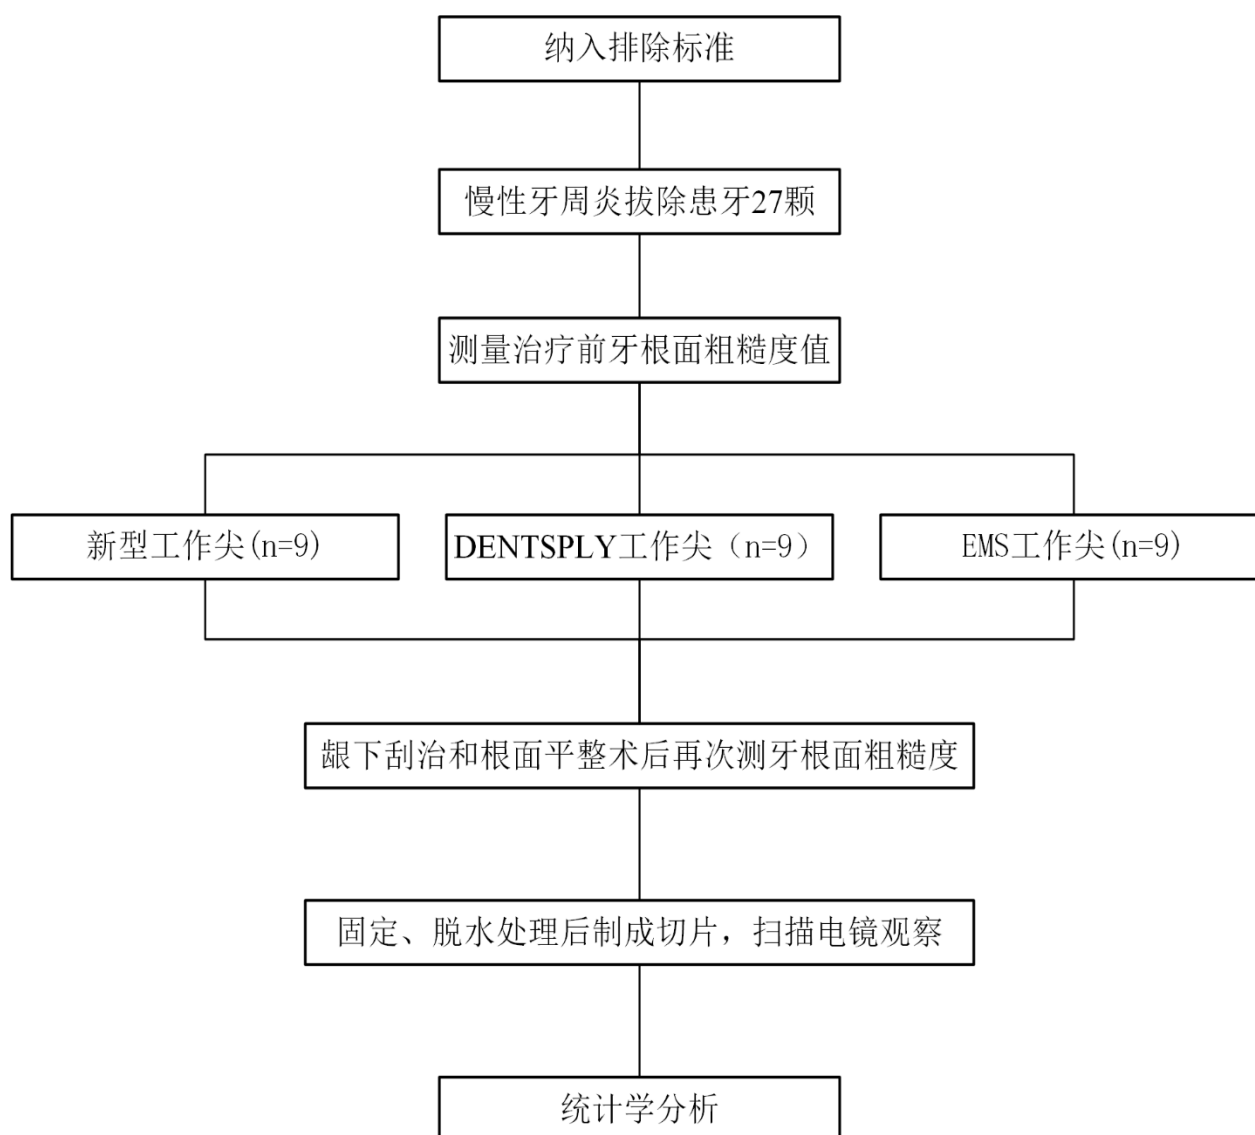 纳入排除标准
慢性牙周炎拔除患牙27颗
测量治疗前牙根面粗糙度值
新型工作尖(n=9)
DENTSPLY工作尖（n=9）
EMS工作尖(n=9)
龈下刮治和根面平整术后再次测牙根面粗糙度
固定、脱水处理后制成切片，扫描电镜观察
统计学分析